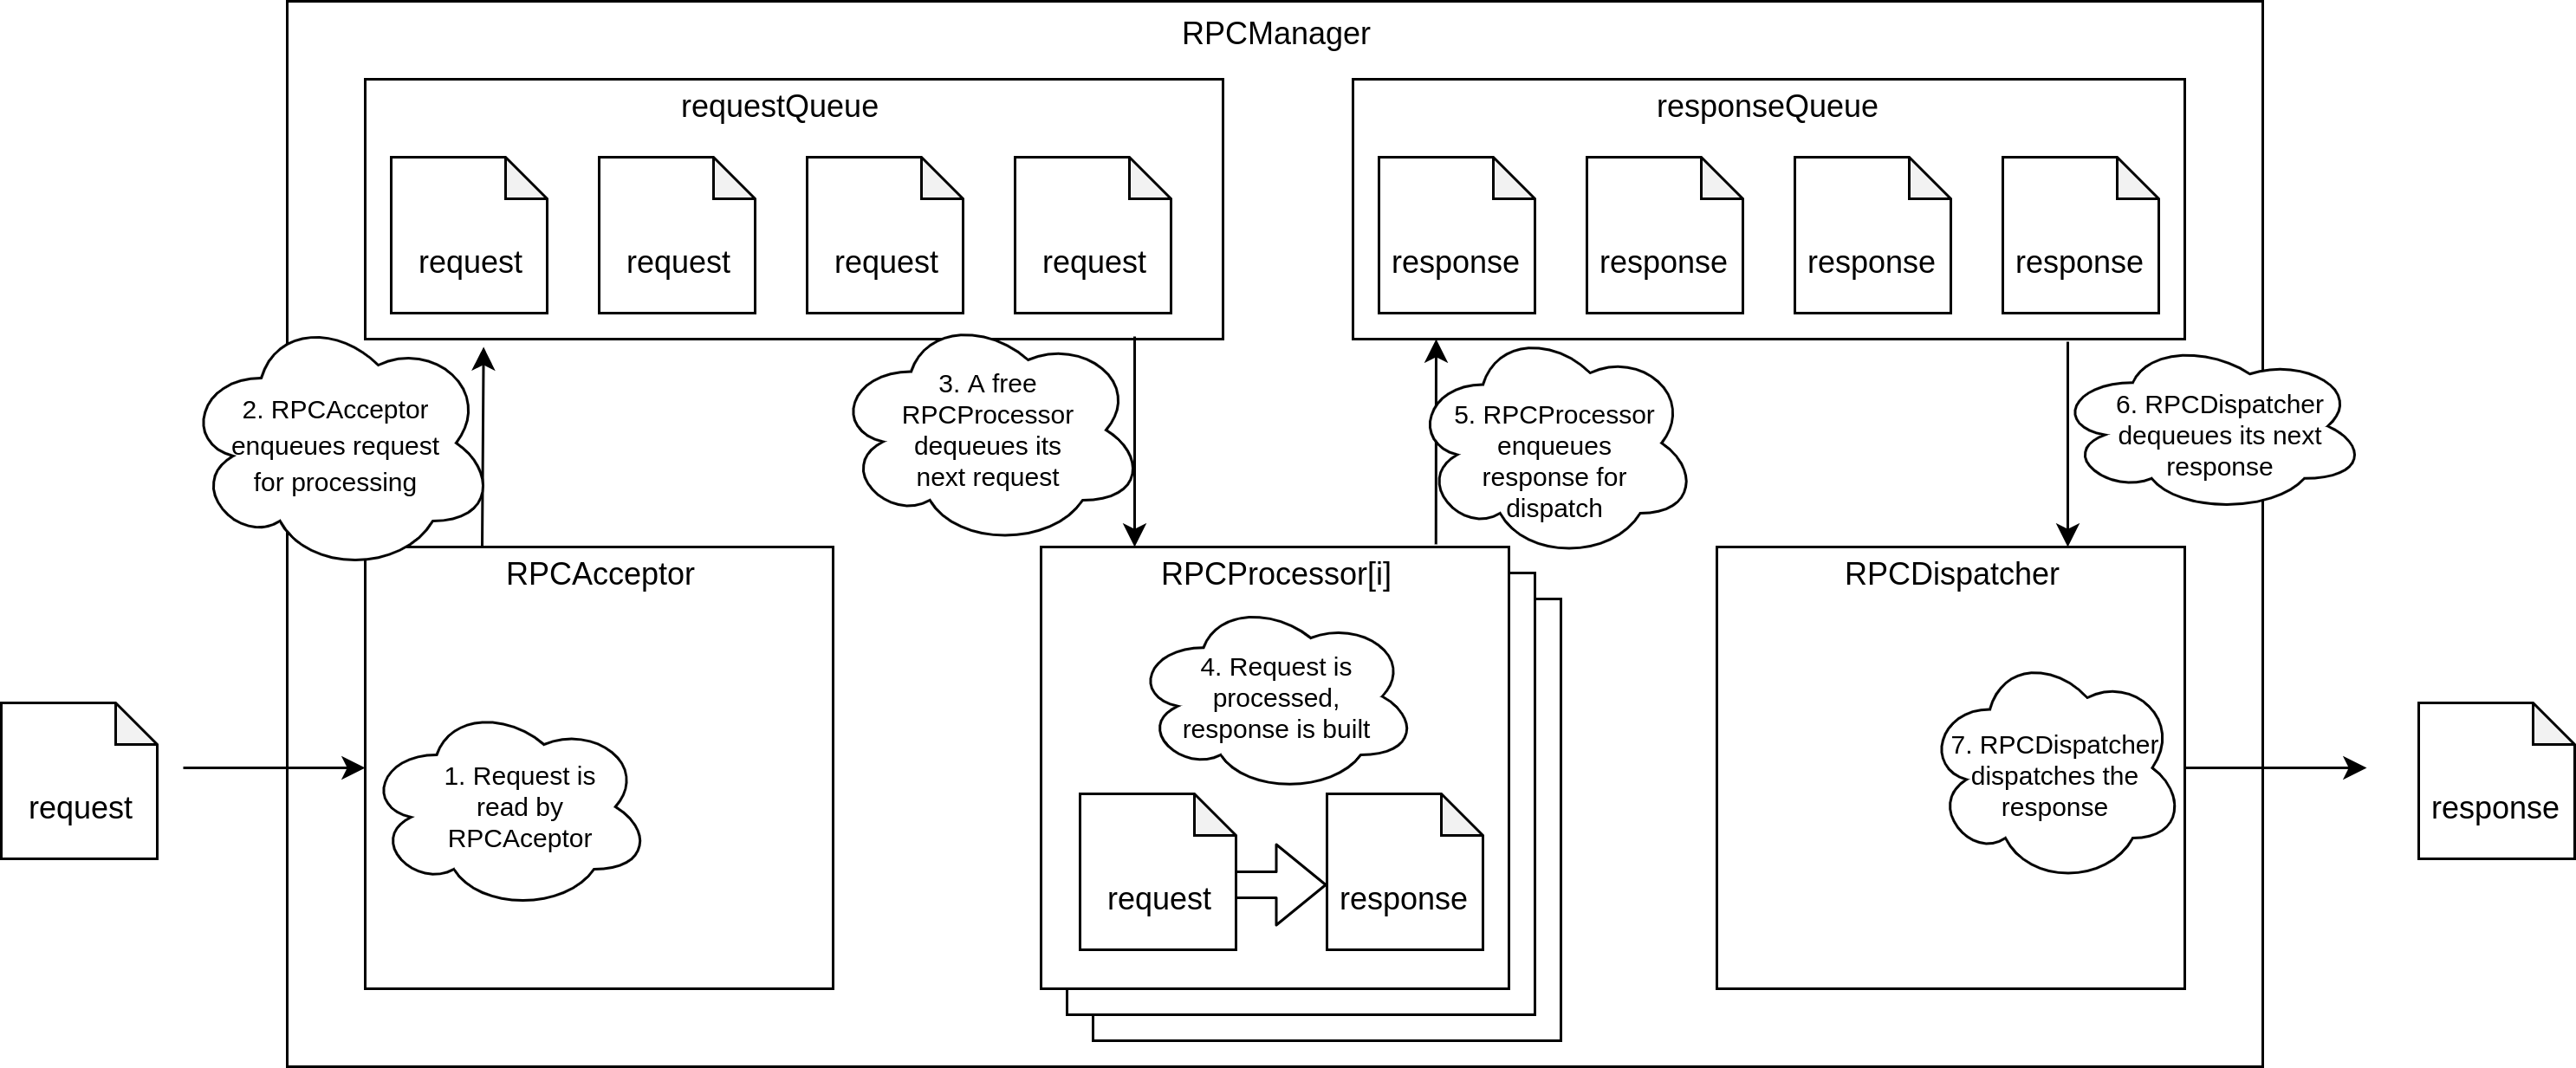 RPCManager
requestQueue
responseQueue
request
request
request
request
response
response
response
response
2. RPCAcceptor
enqueues request
for processing
3. A free
RPCProcessor
dequeues its
next request
5. RPCProcessor
enqueues
response for
dispatch
6. RPCDispatcher
dequeues its next
response
RPCAcceptor
RPCProcessor[i]
RPCDispatcher
request
1. Request is
read by
RPCAceptor
4. Request is
processed,
response is built
request
response
7. RPCDispatcher
dispatches the
response
response